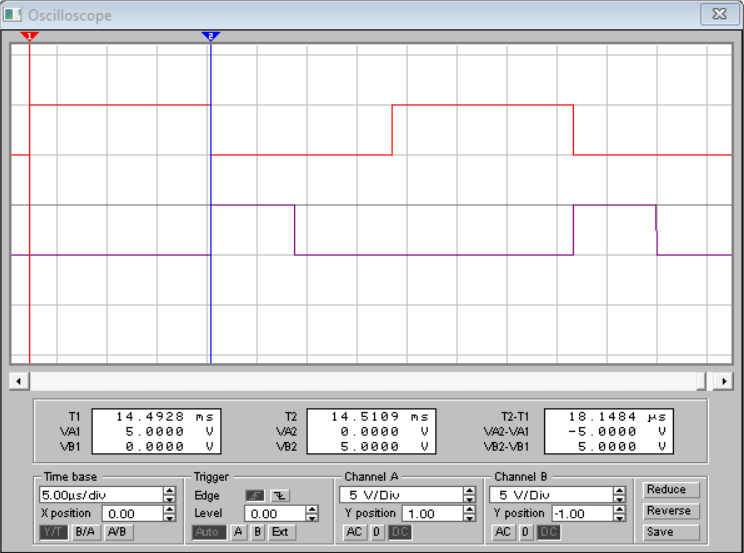 Oscilloscope
1 2
T1 14.4928 ms T2 14.5109 ms T2-T1 18.1484 µs
VA1 5.0000 V VA2 0.0000 V VA2-VA1 -5.0000 V
VB1 0.0000 V VB2 5.0000 V VB2-VB1 5.0000 V
Time base Trigger Channel A Channel B
5.00µs/div Edge 5 V/Div 5 V/Div Reduce
X position 0.00 Level 0.00 Y position 1.00 Y position -1.00 Reverse
Y/T B/A A/B Auto A B Ext AC 0 DC AC 0 DC Save